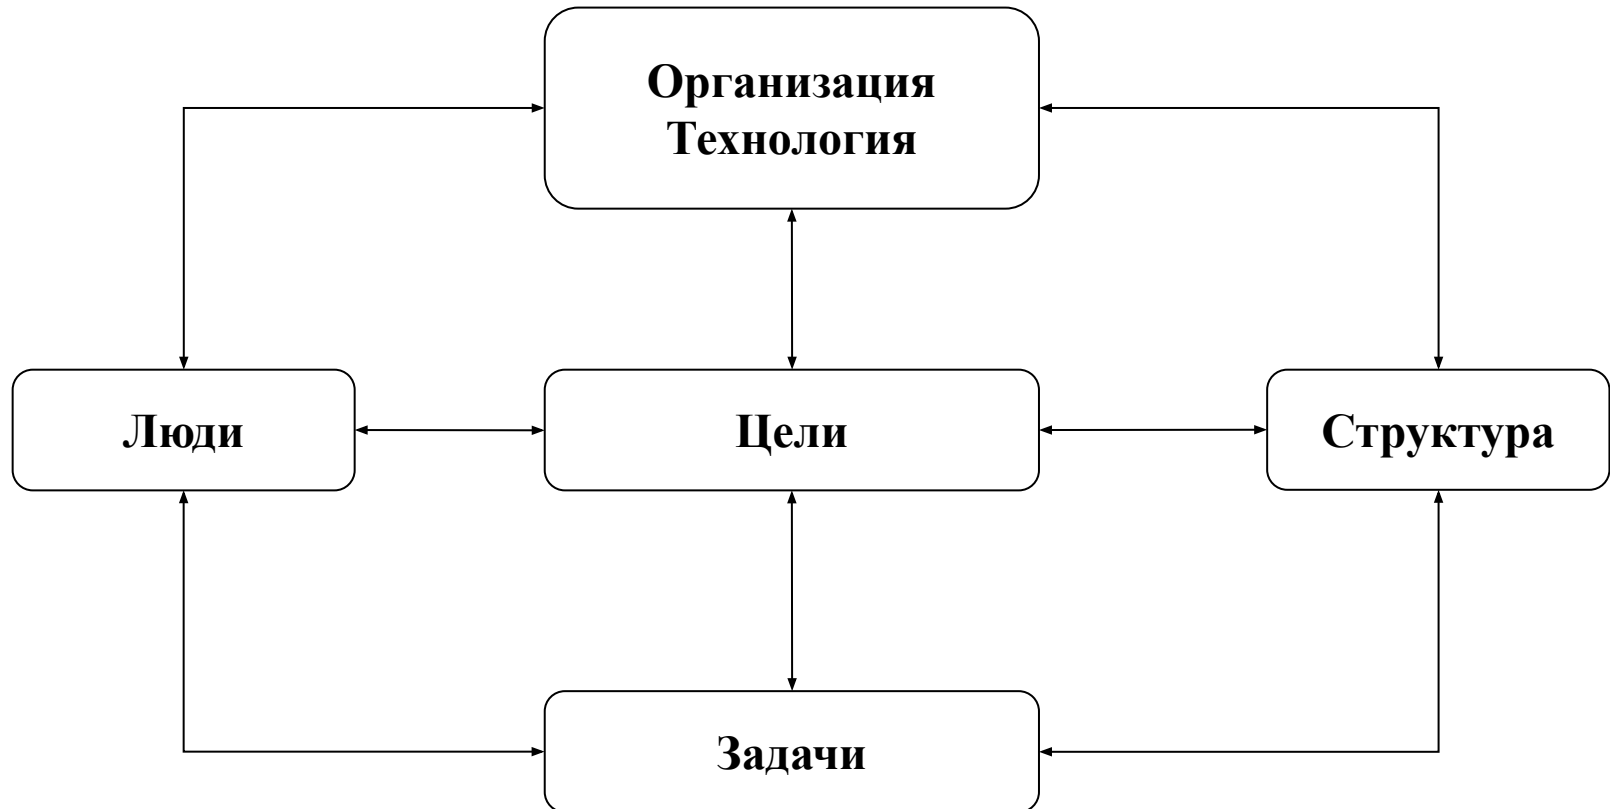 Организация
Технология
Люди
Цели
Структура
Задачи